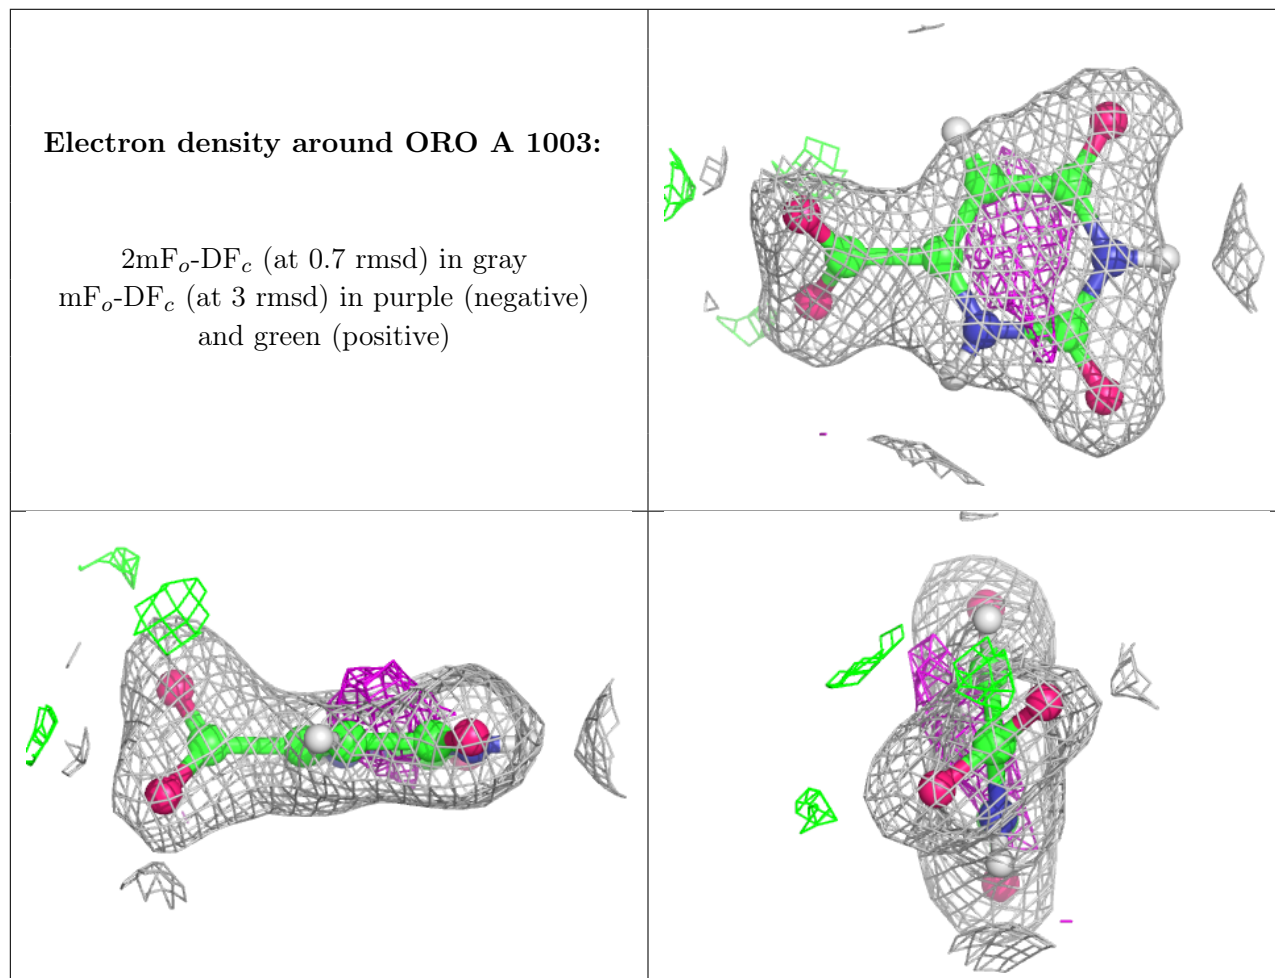 Electron density around ORO A 1003:
2mFo-DFc (at 0.7 rmsd) in gray
mFo-DFc (at 3 rmsd) in purple (negative)
and green (positive)